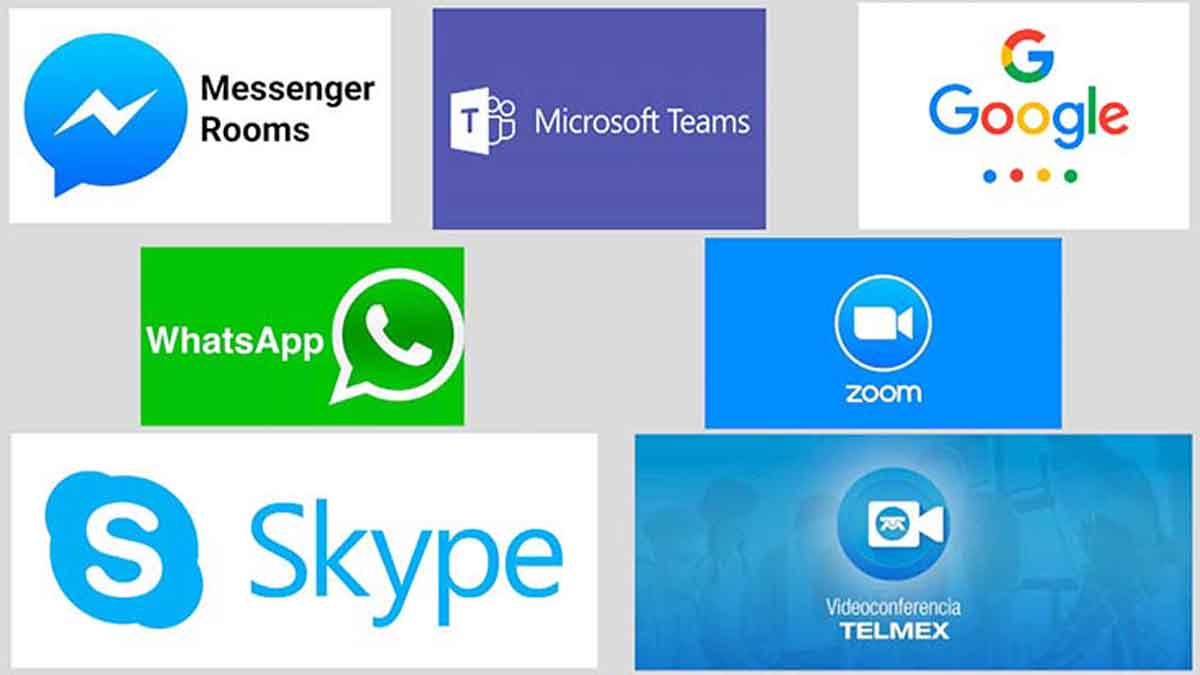 Messenger
Rooms
T
Microsoft Teams
G
Google
WhatsApp
zoom
S
Skype
Videoconferencia
TELMEX